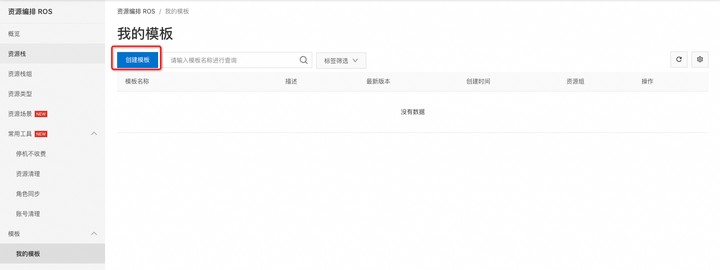 资源编排 ROS
概览
资源栈
资源栈组
资源类型
资源场景 NEW
常用工具 NEW
停机不收费
资源清理
角色同步
账号清理
模板
我的模板
资源编排 ROS / 我的模板
我的模板
创建模板 请输入模板名称进行查询 标签筛选
模板名称 描述 最新版本 创建时间 资源组 操作
没有数据